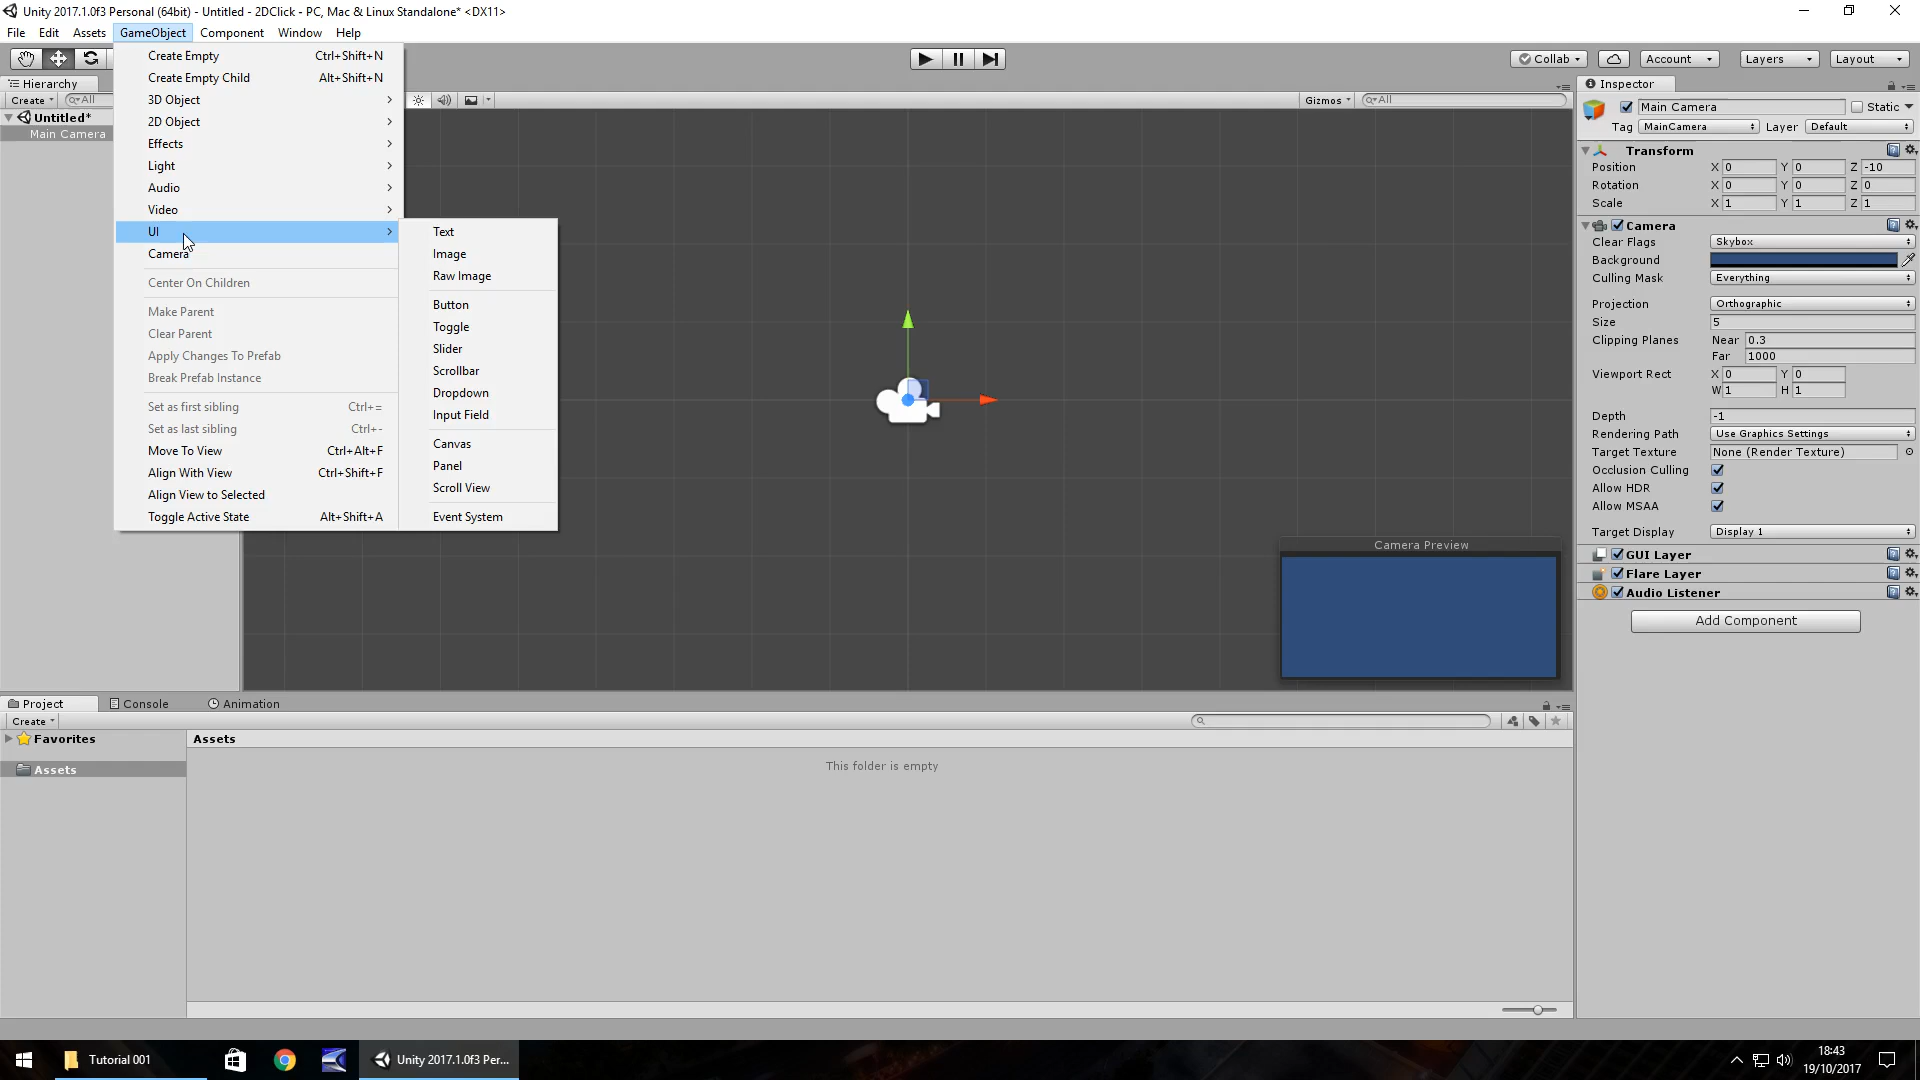 Unity 2017.1.0f3 Personal (64bit) - Untitled - 2DClick - PC, Mac & Linux Standalone* <DX11>
File Edit Assets GameObject Component Window Help
Collab Account Layers Layout
Hierarchy
Create All
Untitled*
Main Camera
Create Empty Ctrl+Shift+N
Create Empty Child Alt+Shift+N
3D Object
2D Object
Effects
Light
Audio
Video
UI
Camera
Center On Children
Make Parent
Clear Parent
Apply Changes To Prefab
Break Prefab Instance
Set as first sibling Ctrl+=
Set as last sibling Ctrl+-
Move To View Ctrl+Alt+F
Align With View Ctrl+Shift+F
Align View to Selected
Toggle Active State Alt+Shift+A
Text
Image
Raw Image
Button
Toggle
Slider
Scrollbar
Dropdown
Input Field
Canvas
Panel
Scroll View
Event System
Gizmos All
Camera Preview
Inspector
Main Camera Static
Tag MainCamera Layer Default
Transform
Position X 0 Y 0 Z -10
Rotation X 0 Y 0 Z 0
Scale X 1 Y 1 Z 1
Camera
Clear Flags Skybox
Background
Culling Mask Everything
Projection Orthographic
Size 5
Clipping Planes Near 0.3
Far 1000
Viewport Rect X 0 Y 0
W 1 H 1
Depth -1
Rendering Path Use Graphics Settings
Target Texture None (Render Texture)
Occlusion Culling
Allow HDR
Allow MSAA
Target Display Display 1
GUI Layer
Flare Layer
Audio Listener
Add Component
Project Console Animation
Create
Favorites
Assets
Assets
This folder is empty
Tutorial 001
Unity 2017.1.0f3 Per...
18:43
19/10/2017